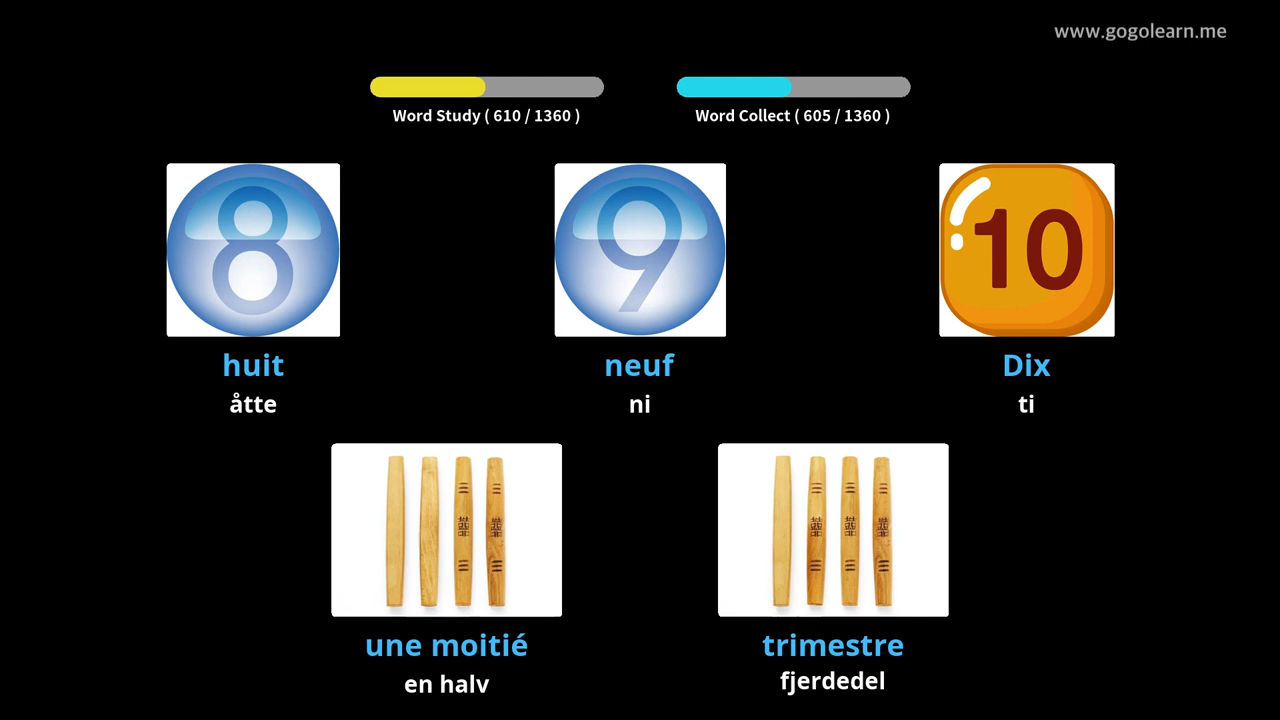 www.gogolearn.me
Word Study ( 610 / 1360 )
Word Collect ( 605 / 1360 )
8
9
10
huit
neuf
Dix
åtte
ni
ti
une moitié
trimestre
en halv
fjerdedel